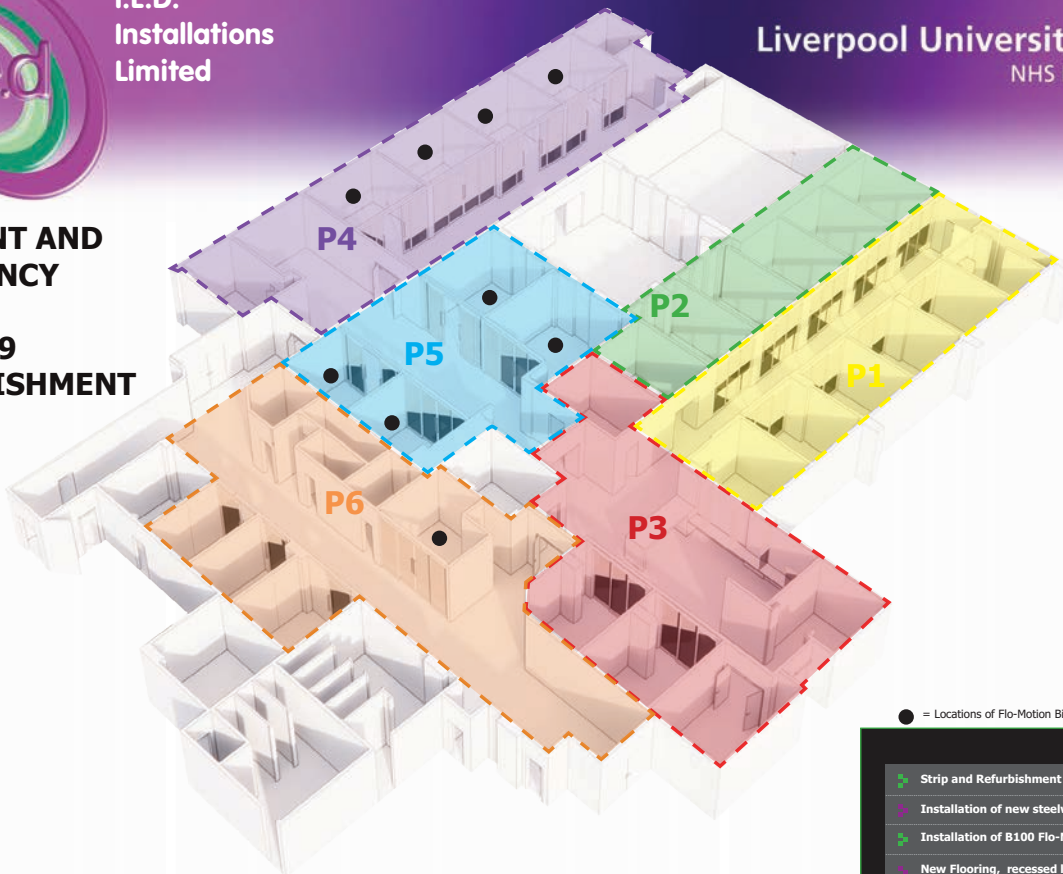 Installations
Limited
Liverpool Universit
NHS
NT AND
NCY
9
ISHMENT
P4
P2
P5
P1
P6
P3
= Locations of Flo-Motion Bi
Strip and Refurbishment
Installation of new steelw
Installation of B100 Flo-M
New Flooring, recessed l